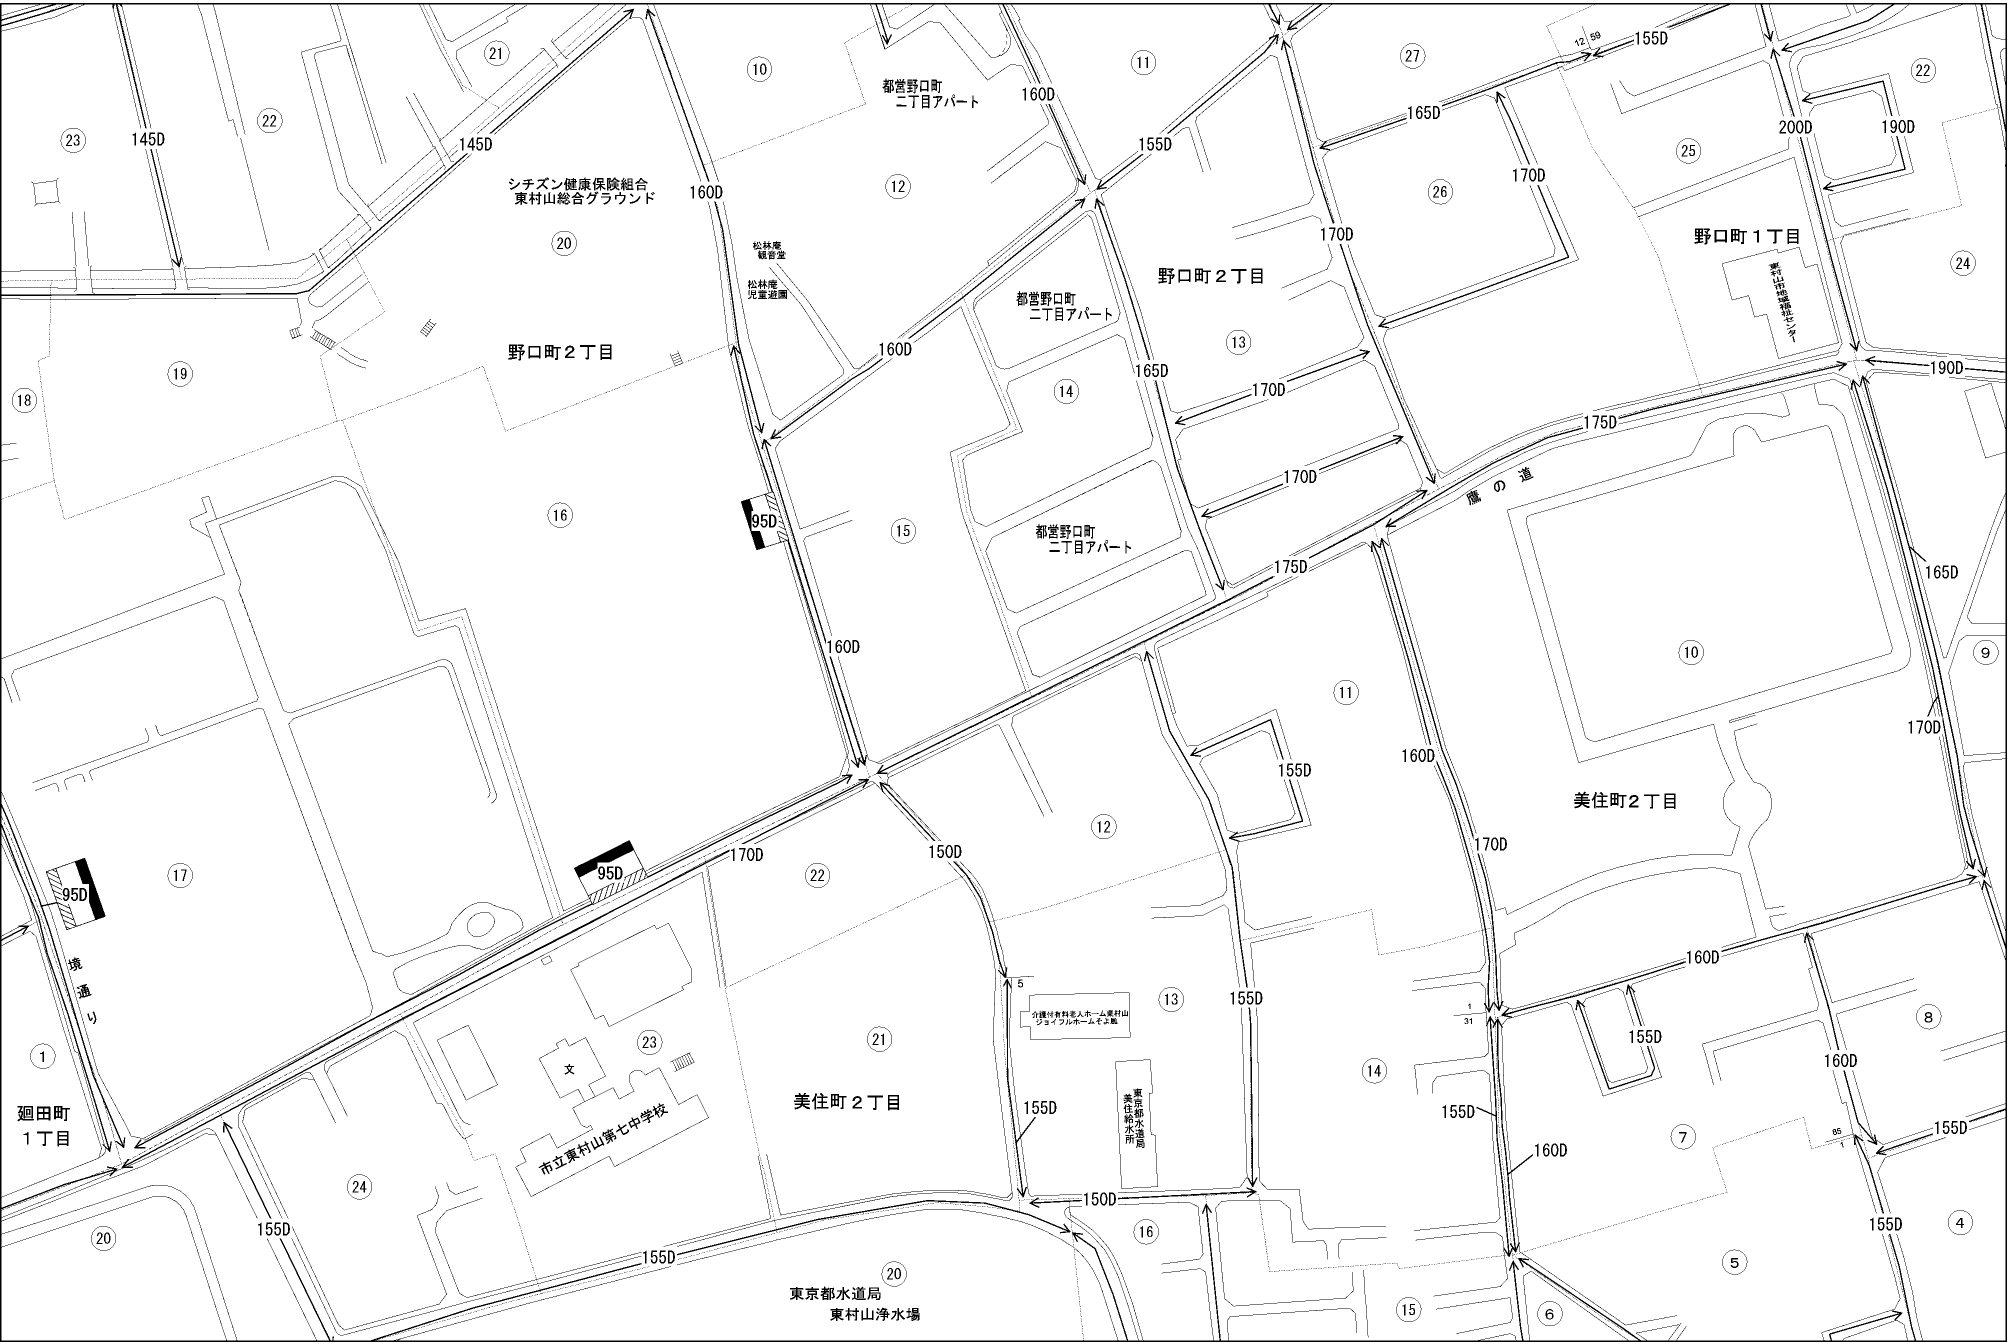 21
10
11
27
12
59
155D
22
23
145D
22
145D
都営野口町
二丁目アパート
160D
155D
165D
200D
190D
25
シチズン健康保険組合
東村山総合グラウンド
160D
12
26
170D
20
松林庵
観音堂
170D
野口町1丁目
24
野口町2丁目
東村山市地域福祉センター
松林庵
児童遊園
都営野口町
二丁目アパート
160D
13
野口町2丁目
19
165D
190D
18
14
170D
175D
170D
鷹の道
16
95D
15
都営野口町
二丁目アパート
175D
165D
160D
10
9
11
170D
160D
155D
美住町2丁目
12
170D
150D
170D
22
95D
17
95D
境通り
160D
5
155D
13
1
31
介護付有料老人ホーム東村山
ジョイフルホームそよ風
8
155D
23
21
1
160D
文
14
155D
155D
廻田町
1丁目
美住町2丁目
東京都水道局
美住給水所
7
85
1
155D
市立東村山第七中学校
160D
24
150D
155D
4
20
155D
16
155D
20
5
東京都水道局
東村山浄水場
15
6